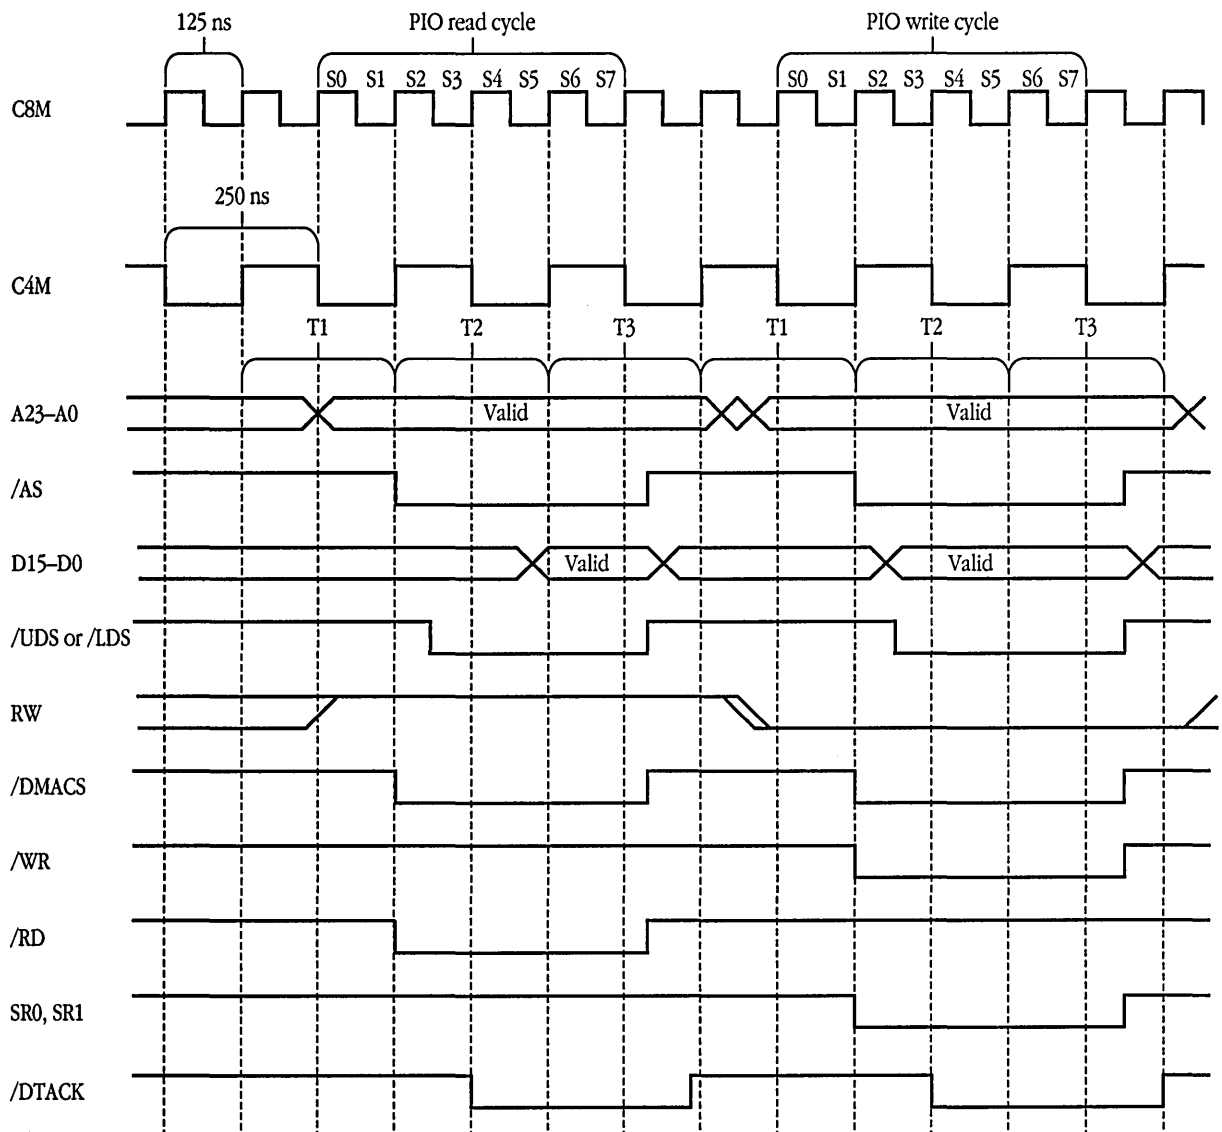 125 ns PIO read cycle PIO write cycle
S0 S1 S2 S3 S4 S5 S6 S7 S0 S1 S2 S3 S4 S5 S6 S7
C8M
250 ns
C4M
T1 T2 T3 T1 T2 T3
A23–A0 Valid Valid
/AS
D15–D0 Valid Valid
/UDS or /LDS
RW
/DMACS
/WR
/RD
SR0, SR1
/DTACK